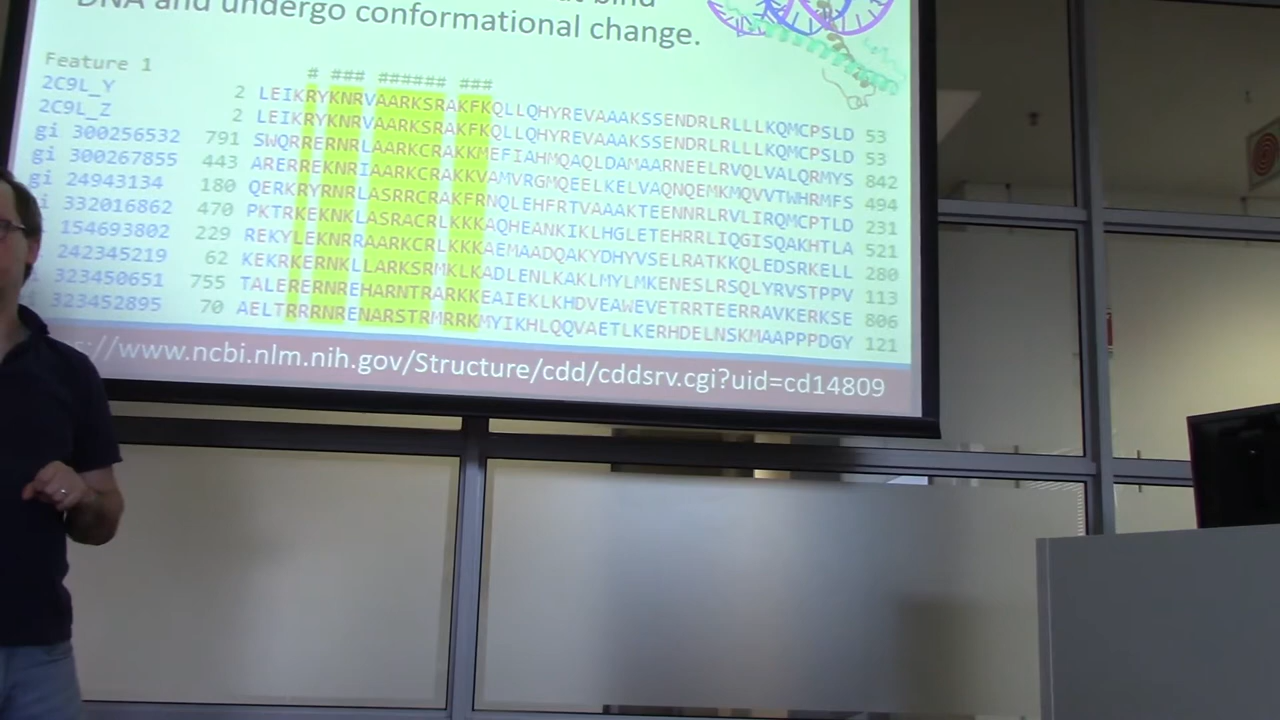 DNA and undergo conformational change.
Feature 1 # ### ###### ###
2C9L_Y 2 LEIKRYKNRVAARKSRAKFKQLLQHYREVAAAKSSENDRLRLLLKQMCPSLD 53
2C9L_Z 2 LEIKRYKNRVAARKSRAKFKQLLQHYREVAAAKSSENDRLRLLLKQMCPSLD 53
gi 300256532 791 SWQRRERNRLAARKCRAKKMEFIAHMQAQLDAMAARNEELRVQLVALQRMYS 842
gi 300267855 443 ARERREKNRIAARKCRAKKVAMVRGMQEELKELVAQNQEMKMQVVTWHRMFS 494
gi 24943134 180 QERKRYRNRLASRRCRAKFRNQLEHFRTVAAAKTEENNRLRVLIRQMCPTLD 231
332016862 470 PKTRKEKNKLASRACRLKKKAQHEANKIKLHGLETEHRRLIQGISQAKHTLA 521
154693802 229 REKYLEKNRRAARKCRLKKKAEMAADQAKYDHYVSELRATKKQLEDSRKELL 280
242345219 62 KEKRKERNKLLARKSRMKLKADLENLKAKLMYLMKENESLRSQLYRVSTPPV 113
323450651 755 TALERERNREHARNTRARKKEAIEKLKHDVEAWEVETRRTEERRAVKERKSE 806
323452895 70 AELTRRRNRENARSTRMRRKMYIKHLQQVAETLKERHDELNSKMAAPPPDGY 121
://www.ncbi.nlm.nih.gov/Structure/cdd/cddsrv.cgi?uid=cd14809